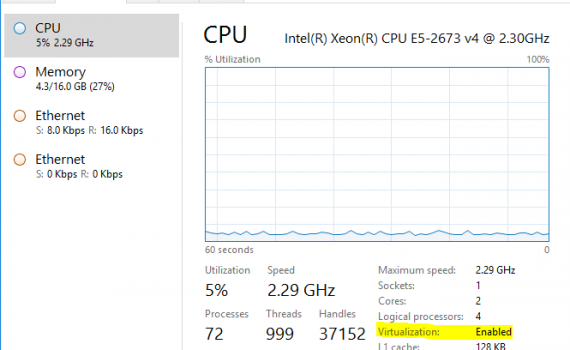 CPU
5% 2.29 GHz
Memory
4.3/16.0 GB (27%)
Ethernet
S: 8.0 Kbps R: 16.0 Kbps
Ethernet
S: 0 Kbps R: 0 Kbps
CPU
Intel(R) Xeon(R) CPU E5-2673 v4 @ 2.30GHz
% Utilization 100%
60 seconds 0
Utilization Speed
5% 2.29 GHz
Processes Threads Handles
72 999 37152
Maximum speed: 2.29 GHz
Sockets: 1
Cores: 2
Logical processors: 4
Virtualization: Enabled
L1 cache: 128 KB